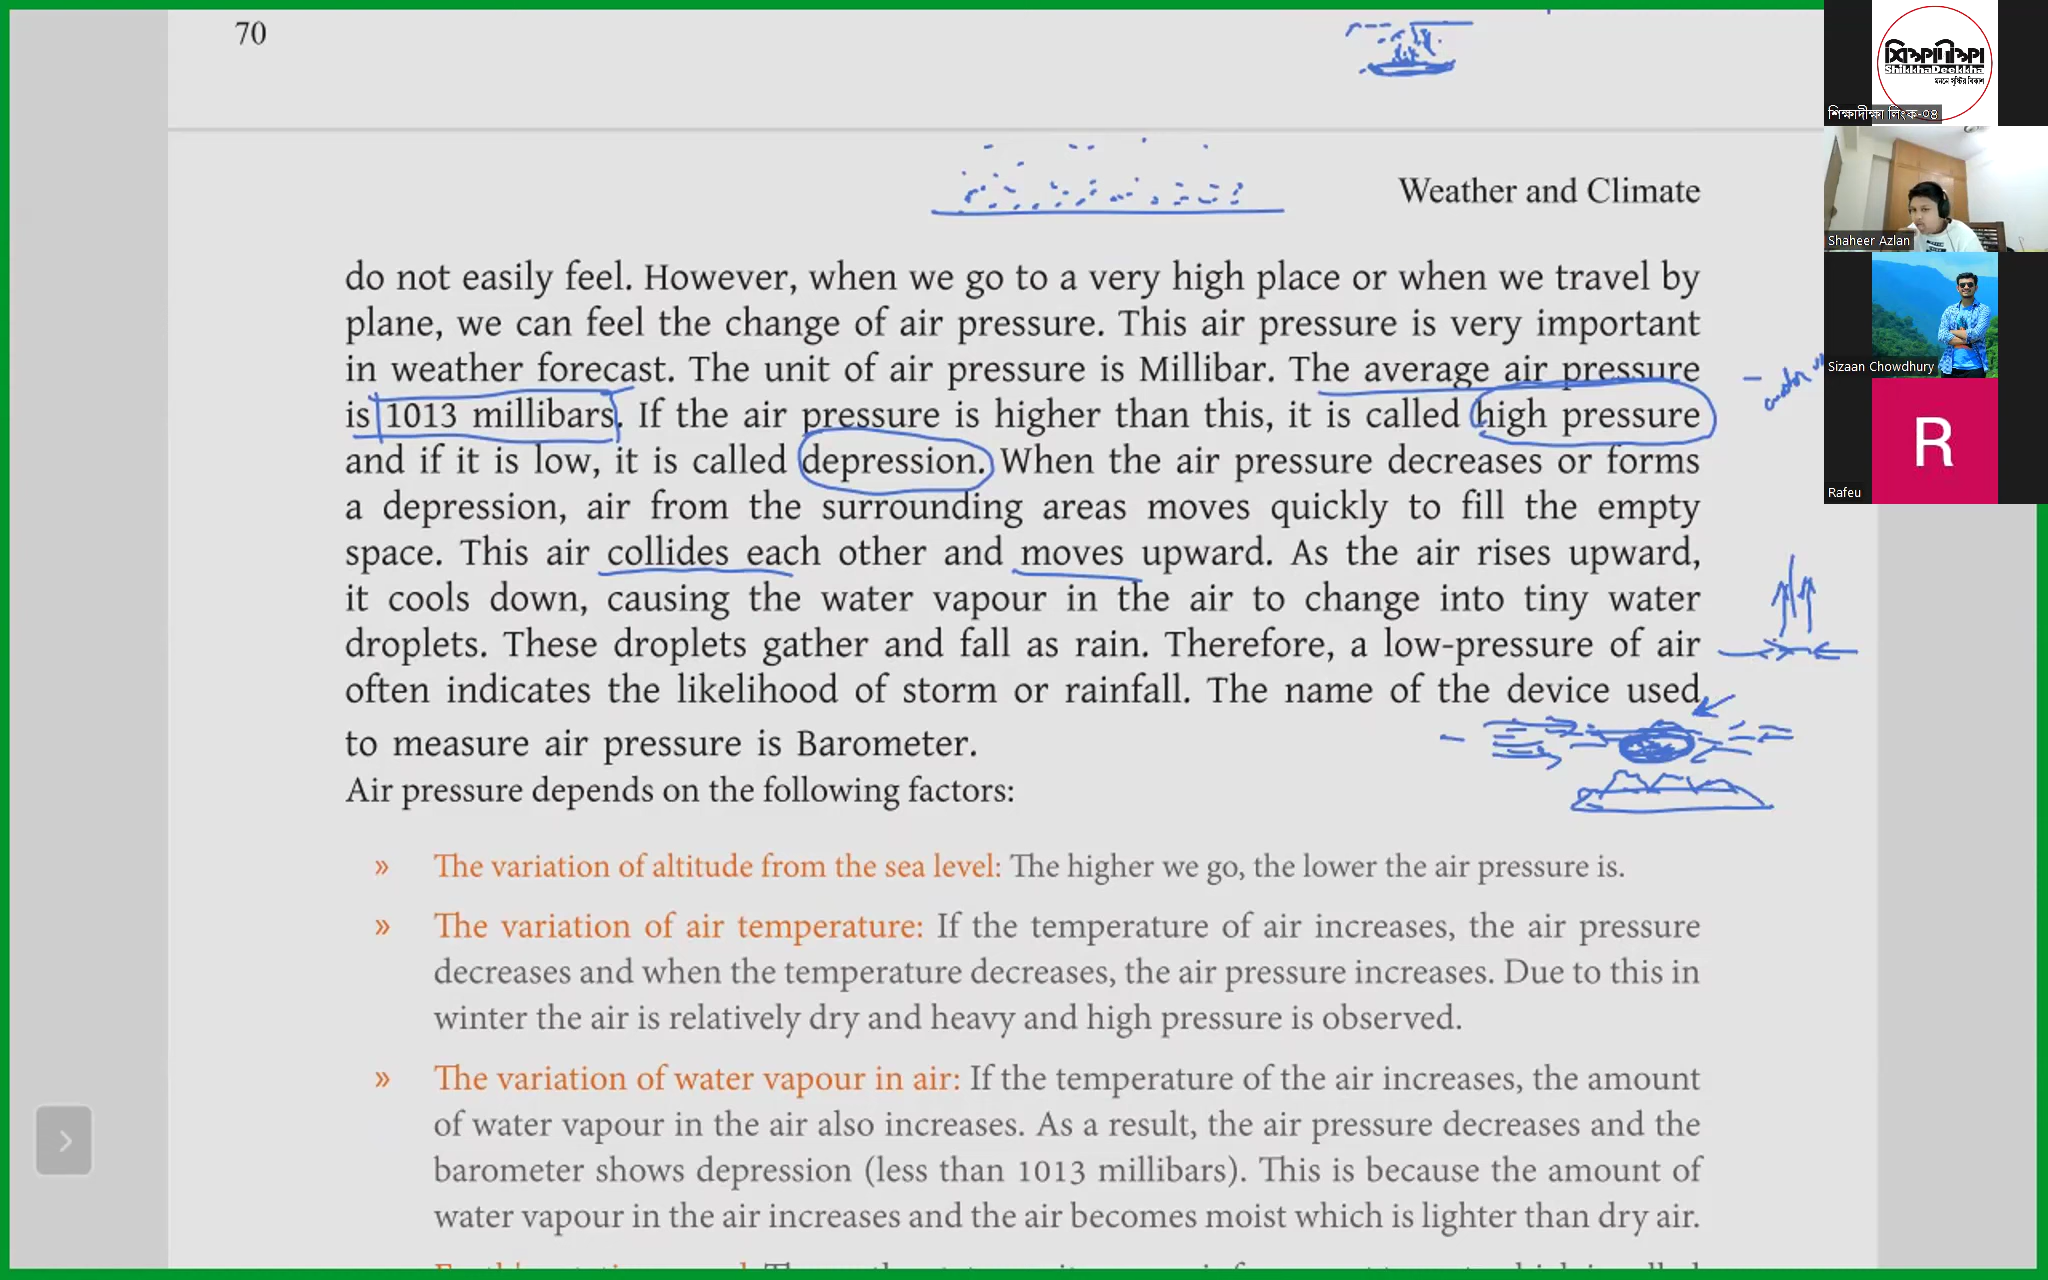 70
Weather and Climate
do not easily feel. However, when we go to a very high place or when we travel by
plane, we can feel the change of air pressure. This air pressure is very important
in weather forecast. The unit of air pressure is Millibar. The average air pressure
is 1013 millibars. If the air pressure is higher than this, it is called high pressure
and if it is low, it is called depression. When the air pressure decreases or forms
a depression, air from the surrounding areas moves quickly to fill the empty
space. This air collides each other and moves upward. As the air rises upward,
it cools down, causing the water vapour in the air to change into tiny water
droplets. These droplets gather and fall as rain. Therefore, a low-pressure of air
often indicates the likelihood of storm or rainfall. The name of the device used
to measure air pressure is Barometer.
Air pressure depends on the following factors:
» The variation of altitude from the sea level: The higher we go, the lower the air pressure is.
» The variation of air temperature: If the temperature of air increases, the air pressure
decreases and when the temperature decreases, the air pressure increases. Due to this in
winter the air is relatively dry and heavy and high pressure is observed.
» The variation of water vapour in air: If the temperature of the air increases, the amount
of water vapour in the air also increases. As a result, the air pressure decreases and the
barometer shows depression (less than 1013 millibars). This is because the amount of
water vapour in the air increases and the air becomes moist which is lighter than dry air.
শিক্ষাদীক্ষা
ShikkhaDeekkha
শিক্ষাদীক্ষা লিংক-০৪
Shaheer Azlan
Sizaan Chowdhury
R
Rafeu